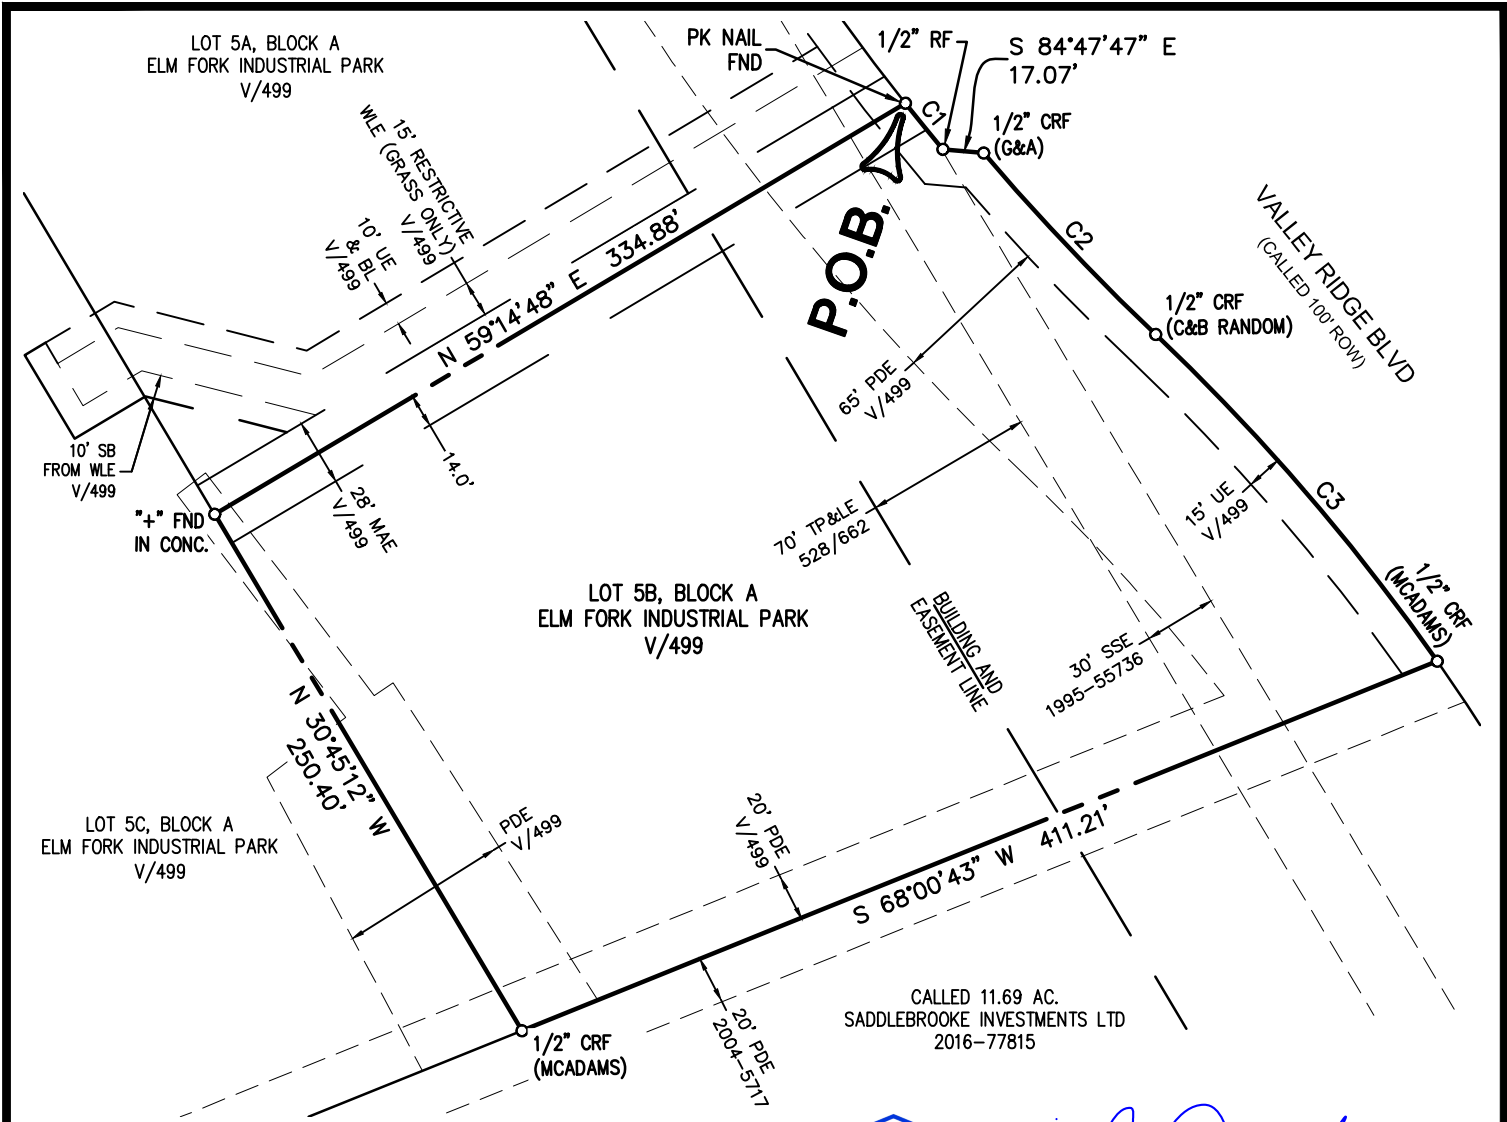 LOT 5A, BLOCK A
ELM FORK INDUSTRIAL PARK
V/499
PK NAIL
FND
1/2" RF
S 84°47'47" E
17.07'
C1
1/2" CRF
(G&A)
15' RESTRICTIVE
WLE (GRASS ONLY)
V/499
10' UE
& BL
V/499
N 59°14'48" E 334.88'
P.O.B.
C2
VALLEY RIDGE BLVD
(CALLED 100' ROW)
1/2" CRF
(C&B RANDOM)
65' PDE
V/499
10' SB
FROM WLE
V/499
14.0'
28' MAE
V/499
"+" FND
IN CONC.
70' TP&LE
528/662
15' UE
V/499
C3
LOT 5B, BLOCK A
ELM FORK INDUSTRIAL PARK
V/499
BUILDING AND
EASEMENT LINE
1/2" CRF
(MCADAMS)
30' SSE
1995-55736
N 30°45'12" W
250.40'
LOT 5C, BLOCK A
ELM FORK INDUSTRIAL PARK
V/499
PDE
V/499
20' PDE
V/499
S 68°00'43" W 411.21'
CALLED 11.69 AC.
SADDLEBROOKE INVESTMENTS LTD
2016-77815
1/2" CRF
(MCADAMS)
20' PDE
2004-5717